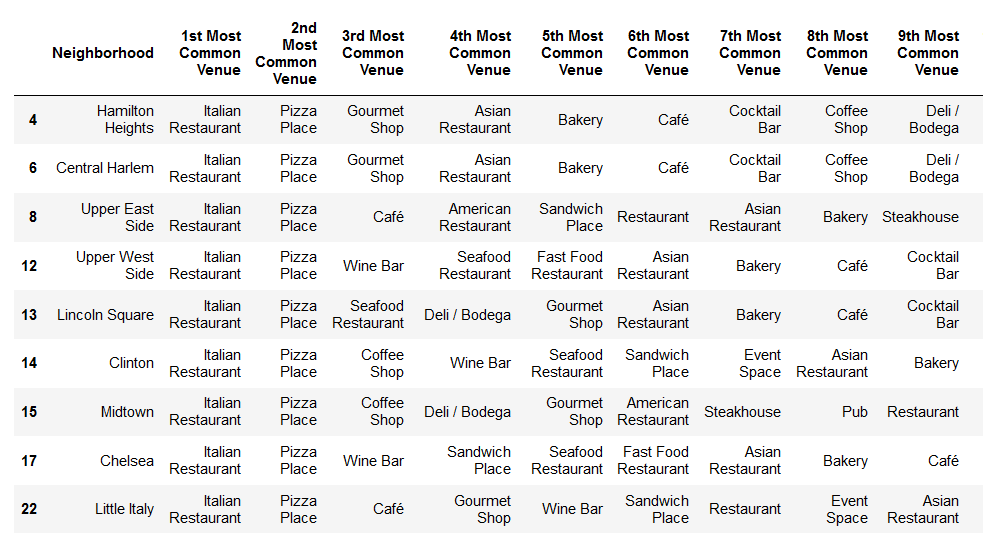 Neighborhood 1st Most Common Venue 2nd Most Common Venue 3rd Most Common Venue 4th Most Common Venue 5th Most Common Venue 6th Most Common Venue 7th Most Common Venue 8th Most Common Venue 9th Most Common Venue
4 Hamilton Heights Italian Restaurant Pizza Place Gourmet Shop Asian Restaurant Bakery Café Cocktail Bar Coffee Shop Deli / Bodega
6 Central Harlem Italian Restaurant Pizza Place Gourmet Shop Asian Restaurant Bakery Café Cocktail Bar Coffee Shop Deli / Bodega
8 Upper East Side Italian Restaurant Pizza Place Café American Restaurant Sandwich Place Restaurant Asian Restaurant Bakery Steakhouse
12 Upper West Side Italian Restaurant Pizza Place Wine Bar Seafood Restaurant Fast Food Restaurant Asian Restaurant Bakery Café Cocktail Bar
13 Lincoln Square Italian Restaurant Pizza Place Seafood Restaurant Deli / Bodega Gourmet Shop Asian Restaurant Bakery Café Cocktail Bar
14 Clinton Italian Restaurant Pizza Place Coffee Shop Wine Bar Seafood Restaurant Sandwich Place Event Space Asian Restaurant Bakery
15 Midtown Italian Restaurant Pizza Place Coffee Shop Deli / Bodega Gourmet Shop American Restaurant Steakhouse Pub Restaurant
17 Chelsea Italian Restaurant Pizza Place Wine Bar Sandwich Place Seafood Restaurant Fast Food Restaurant Asian Restaurant Bakery Café
22 Little Italy Italian Restaurant Pizza Place Café Gourmet Shop Wine Bar Sandwich Place Restaurant Event Space Asian Restaurant